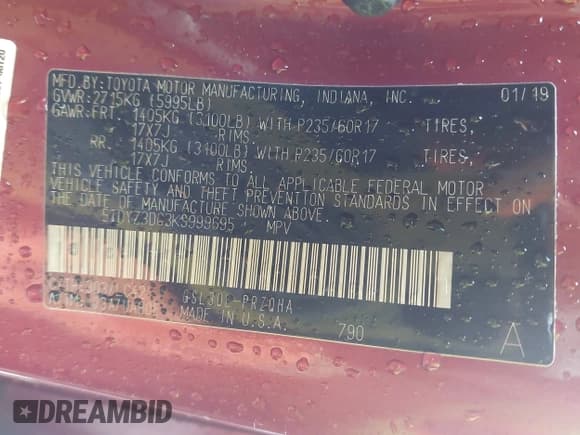 MFD.BY:TOYOTA MOTOR MANUFACTURING, INDIANA, INC. 01/19
GVWR:2715KG (5995LB)
GAWR:FRT. 1405KG (3100LB) WITH P235/60R17 TIRES,
17X7J RIMS.
RR. 1405KG (3100LB) WITH P235/60R17 TIRES,
17X7J RIMS.
THIS VEHICLE CONFORMS TO ALL APPLICABLE FEDERAL MOTOR
VEHICLE SAFETY AND THEFT PREVENTION STANDARDS IN EFFECT ON
THE DATE OF MANUFACTURE SHOWN ABOVE.
5TDYZ3DG3KS999695 MPV
GSL30L-PRZQHA
MADE IN U.S.A. 790
A
DREAMBID